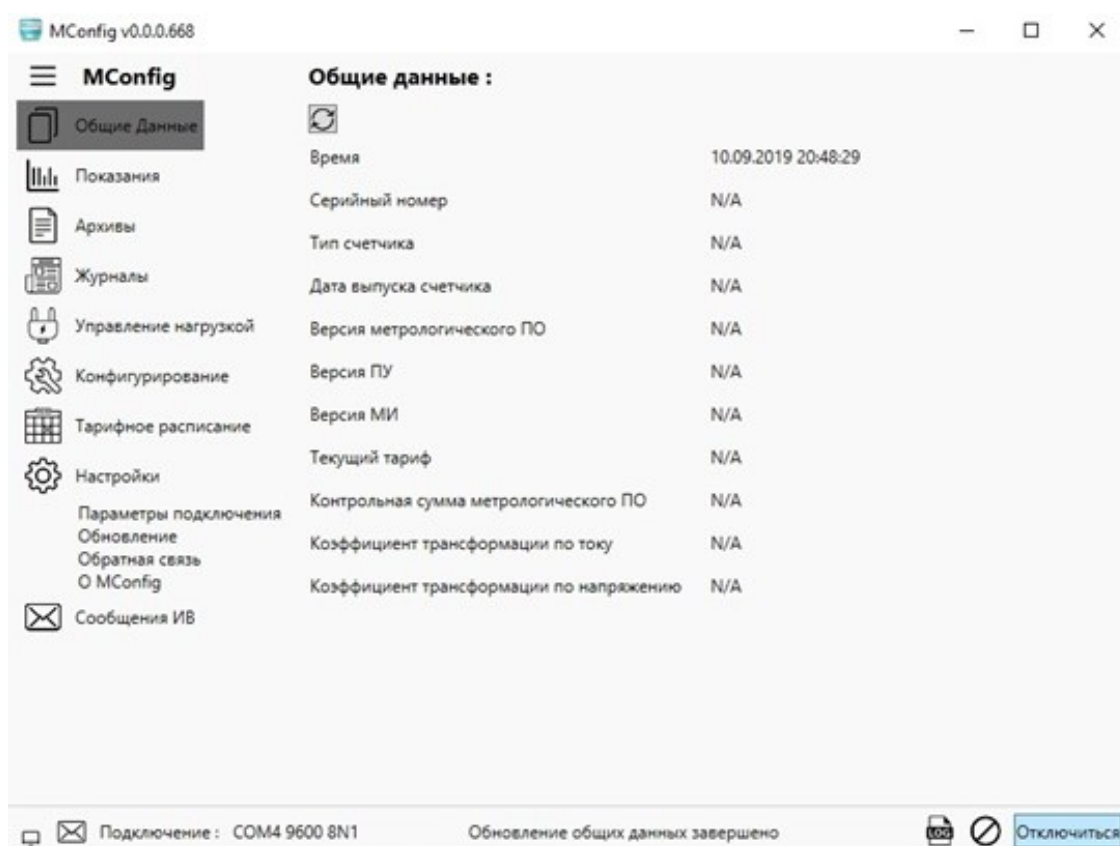 MConfig v0.0.0.668
MConfig
Общие Данные
Показания
Архивы
Журналы
Управление нагрузкой
Конфигурирование
Тарифное расписание
Настройки
Параметры подключения
Обновление
Обратная связь
О MConfig
Сообщения ИВ
Общие данные :
Время 10.09.2019 20:48:29
Серийный номер N/A
Тип счетчика N/A
Дата выпуска счетчика N/A
Версия метрологического ПО N/A
Версия ПУ N/A
Версия МИ N/A
Текущий тариф N/A
Контрольная сумма метрологического ПО N/A
Коэффициент трансформации по току N/A
Коэффициент трансформации по напряжению N/A
Подключение : COM4 9600 8N1 Обновление общих данных завершено LOG Отключиться